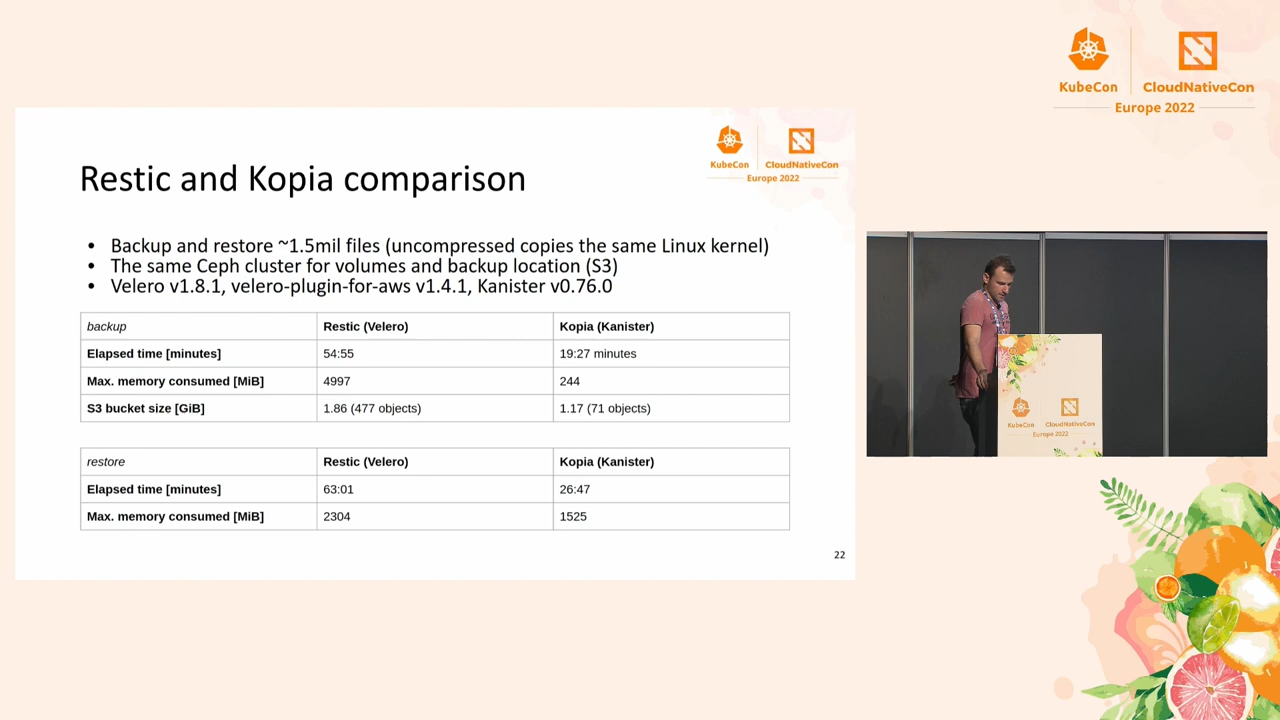 KubeCon
CloudNativeCon
Europe 2022
KubeCon
CloudNativeCon
Europe 2022
Restic and Kopia comparison
• Backup and restore ~1.5mil files (uncompressed copies the same Linux kernel)
• The same Ceph cluster for volumes and backup location (S3)
• Velero v1.8.1, velero-plugin-for-aws v1.4.1, Kanister v0.76.0
backup Restic (Velero) Kopia (Kanister)
Elapsed time [minutes] 54:55 19:27 minutes
Max. memory consumed [MiB] 4997 244
S3 bucket size [GiB] 1.86 (477 objects) 1.17 (71 objects)
restore Restic (Velero) Kopia (Kanister)
Elapsed time [minutes] 63:01 26:47
Max. memory consumed [MiB] 2304 1525
22
KubeCon
CloudNativeCon
Europe 2022